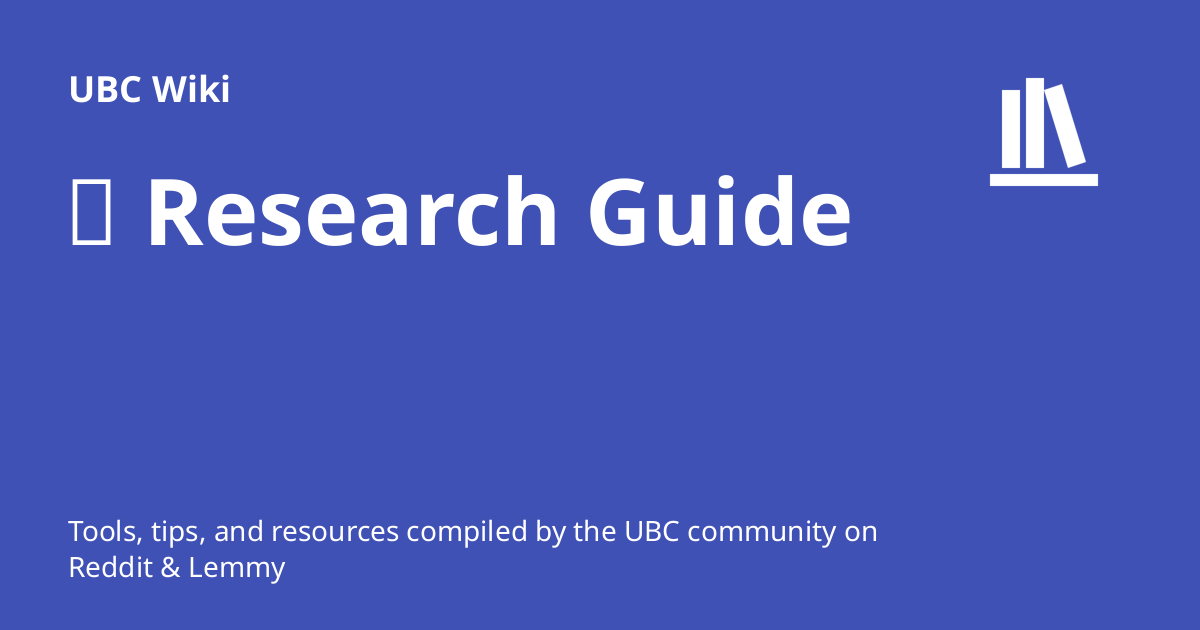 UBC Wiki
Research Guide
Tools, tips, and resources compiled by the UBC community on
Reddit & Lemmy